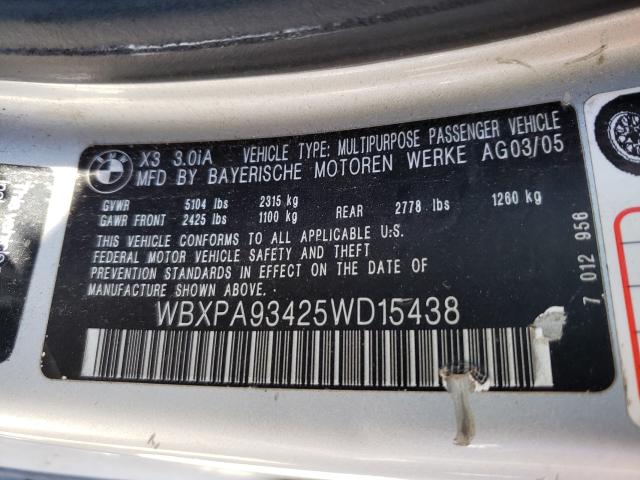 BMW
X3 3.0iA VEHICLE TYPE: MULTIPURPOSE PASSENGER VEHICLE
MFD BY BAYERISCHE MOTOREN WERKE AG03/05
GVWR 5104 lbs 2315 kg
GAWR FRONT 2425 lbs 1100 kg REAR 2778 lbs 1260 kg
THIS VEHICLE CONFORMS TO ALL APPLICABLE U.S.
FEDERAL MOTOR VEHICLE SAFETY AND THEFT
PREVENTION STANDARDS IN EFFECT ON THE DATE
OF MANUFACTURE SHOWN ABOVE.
WBXPA93425WD15438
7 012 956